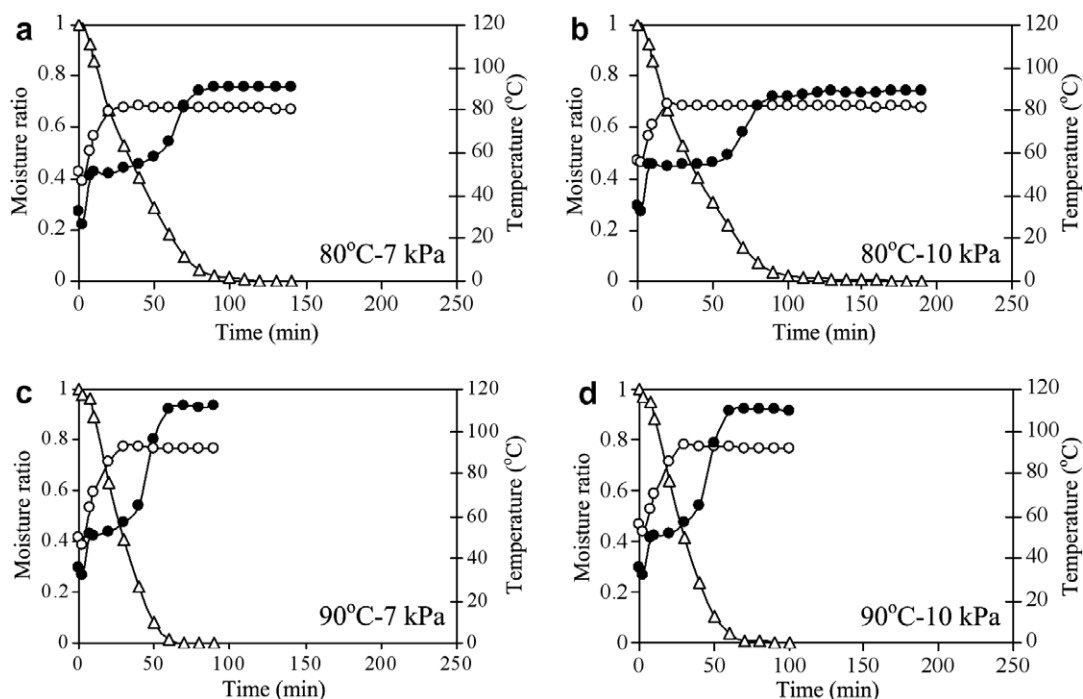 a
1
0.8
0.6
0.4
0.2
0
Moisture ratio
120
100
80
60
40
20
0
Temperature (°C)
80°C-7 kPa
0 50 100 150 200 250
Time (min)
b
1
0.8
0.6
0.4
0.2
0
Moisture ratio
120
100
80
60
40
20
0
Temperature (°C)
80°C-10 kPa
0 50 100 150 200 250
Time (min)
c
1
0.8
0.6
0.4
0.2
0
Moisture ratio
120
100
80
60
40
20
0
Temperature (°C)
90°C-7 kPa
0 50 100 150 200 250
Time (min)
d
1
0.8
0.6
0.4
0.2
0
Moisture ratio
120
100
80
60
40
20
0
Temperature (°C)
90°C-10 kPa
0 50 100 150 200 250
Time (min)